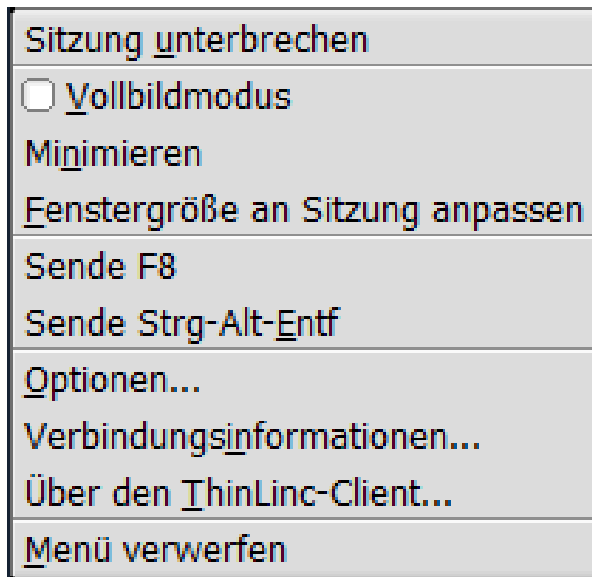 Sitzung unterbrechen
Vollbildmodus
Minimieren
Fenstergröße an Sitzung anpassen
Sende F8
Sende Strg-Alt-Entf
Optionen...
Verbindungsinformationen...
Über den ThinLinc-Client...
Menü verwerfen